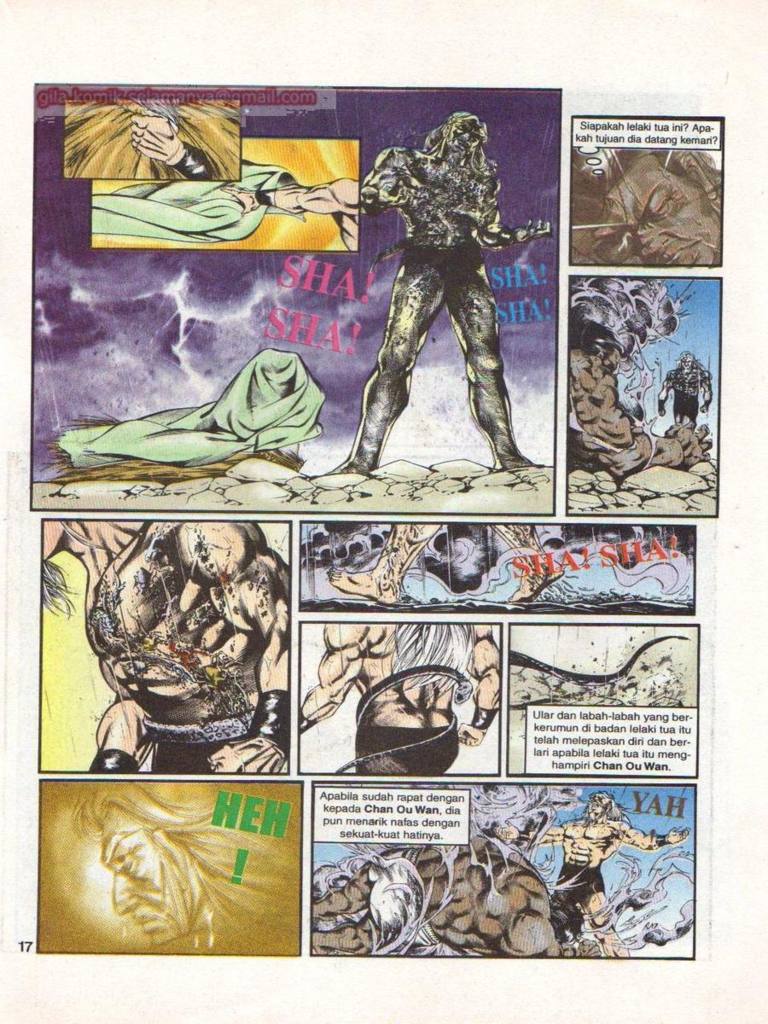 gila.komik.selamanya@gmail.com
Siapakah lelaki tua ini? Apa-
kah tujuan dia datang kemari?
SHA!
SHA!
SHA!
SHA!
SHA! SHA!
Ular dan labah-labah yang ber-
kerumun di badan lelaki tua itu
telah melepaskan diri dan ber-
lari apabila lelaki tua itu meng-
hampiri Chan Ou Wan.
HEH
!
Apabila sudah rapat dengan
kepada Chan Ou Wan, dia
pun menarik nafas dengan
sekuat-kuat hatinya.
YAH
17